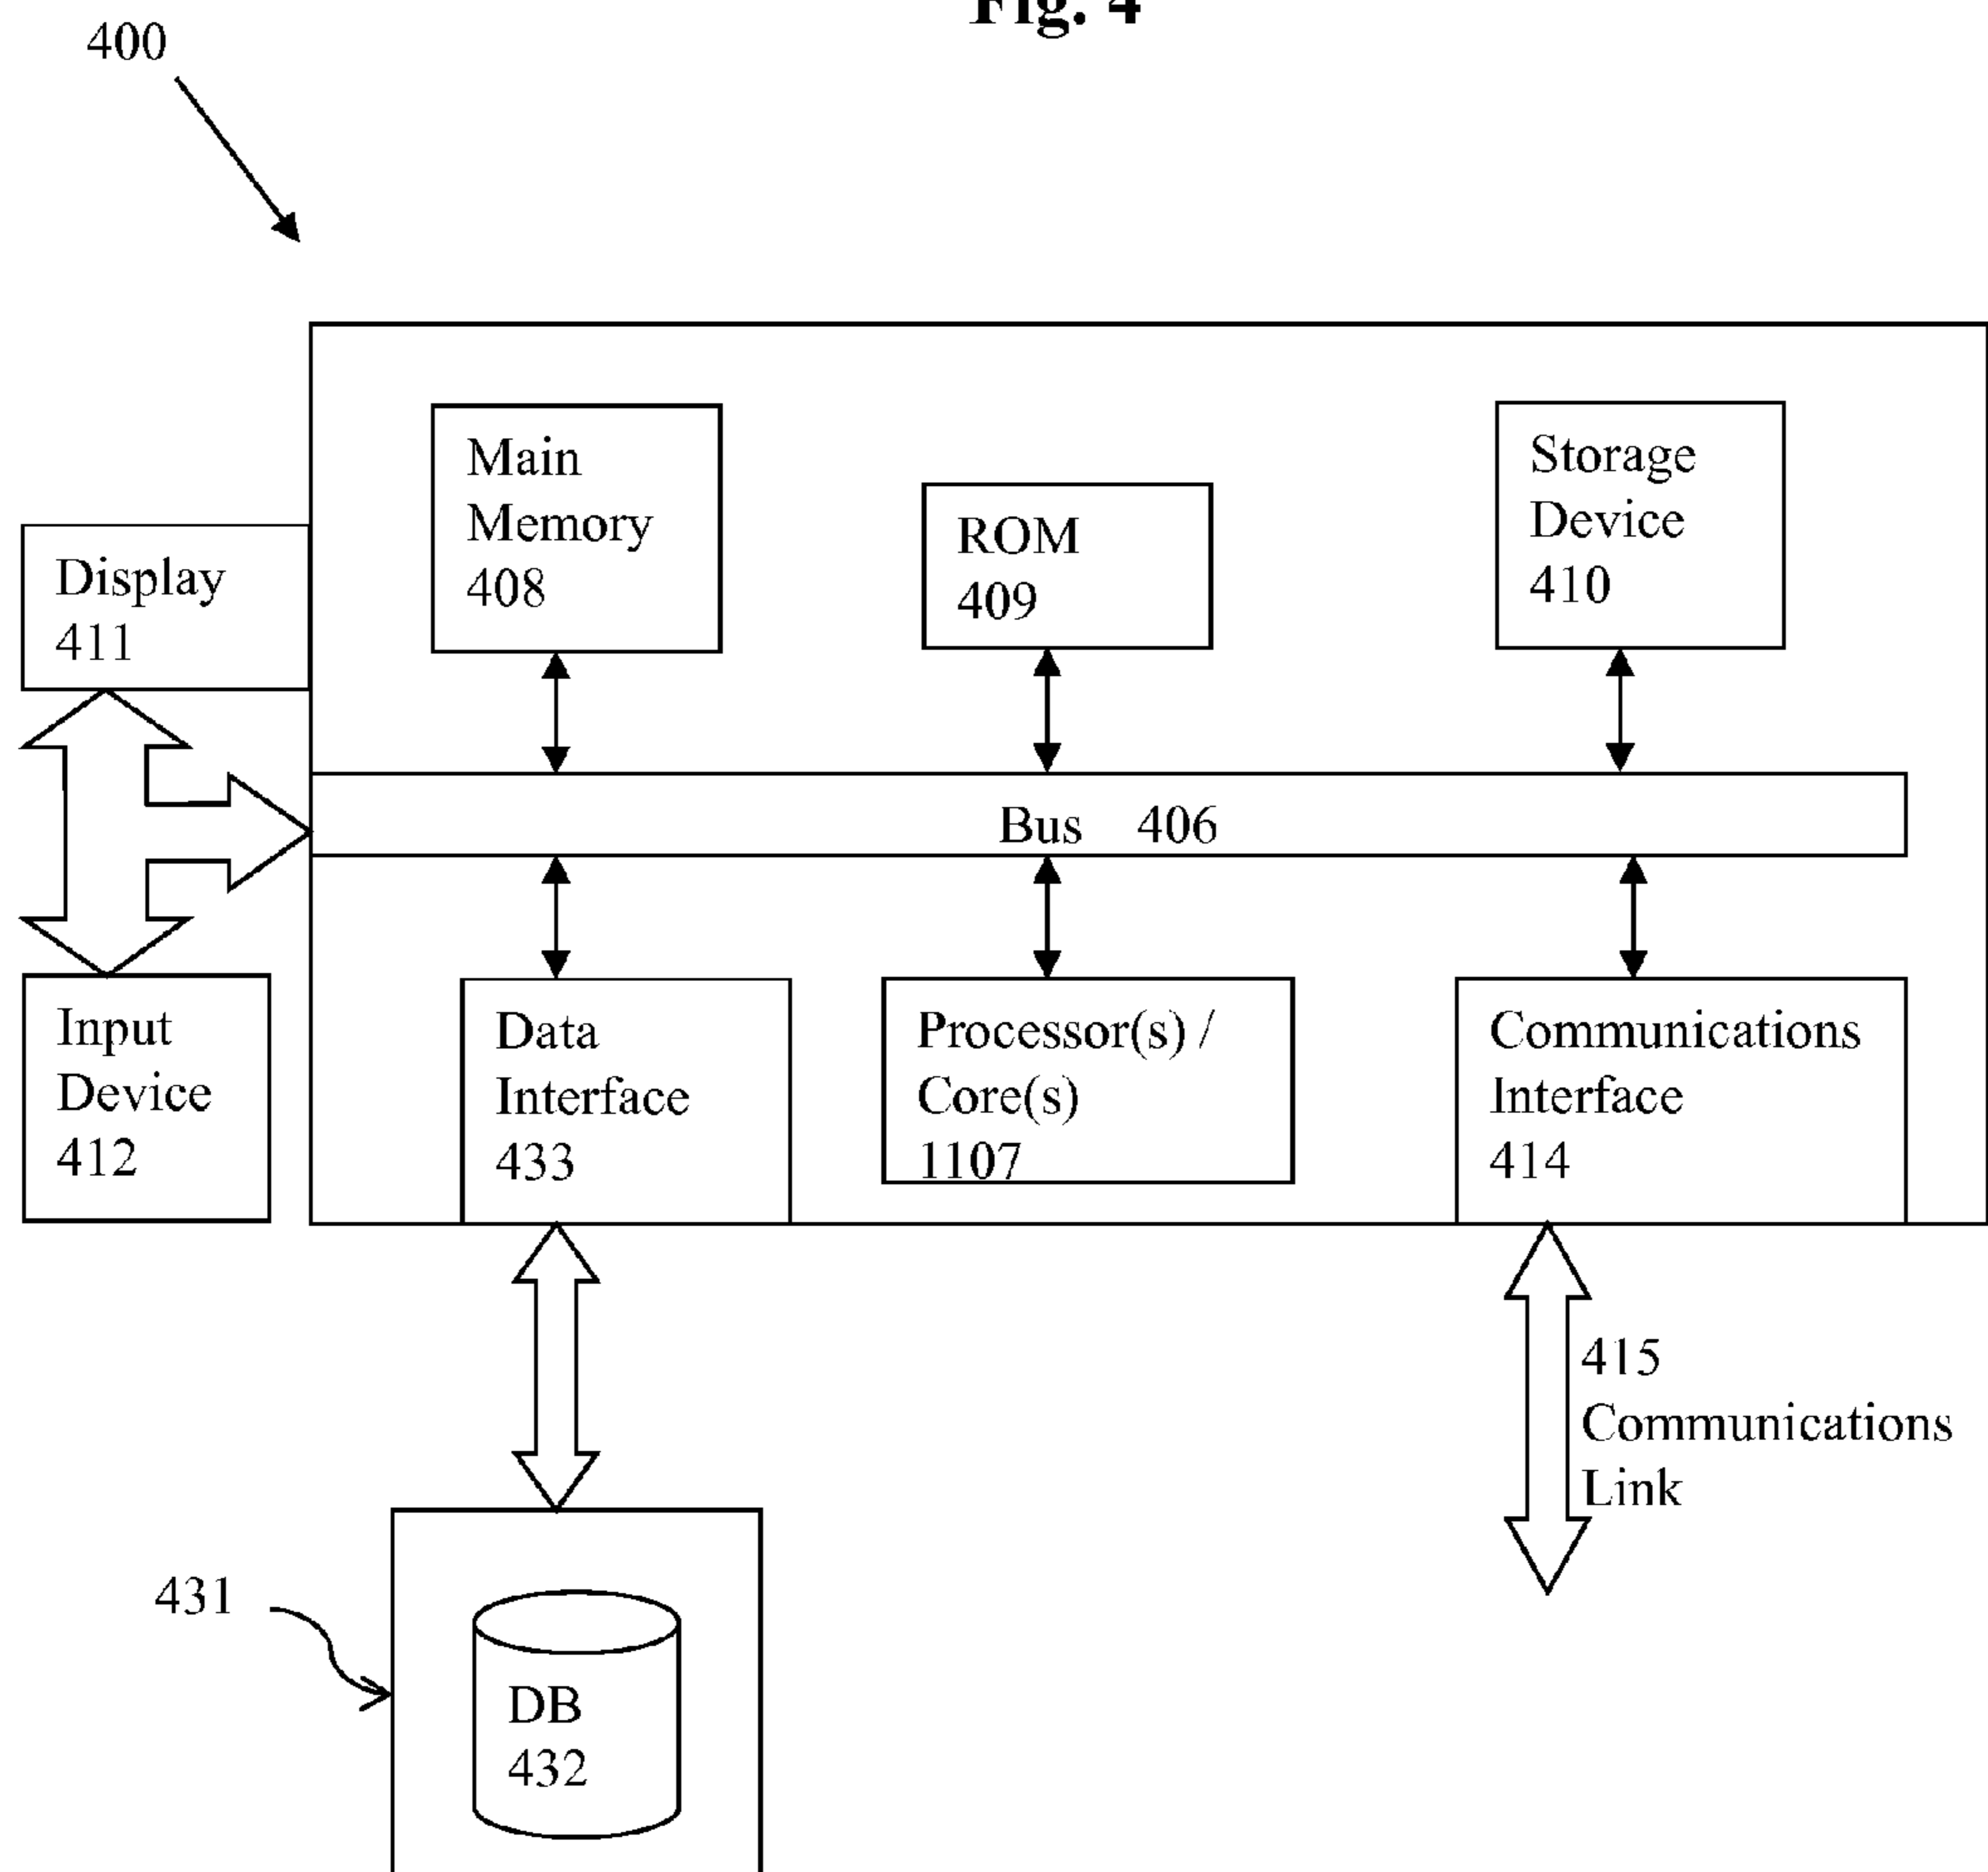 Fig. 4
400
Main
Memory
408
ROM
409
Storage
Device
410
Display
411
Bus 406
Input
Device
412
Data
Interface
433
Processor(s) /
Core(s)
1107
Communications
Interface
414
415
Communications
Link
431
DB
432